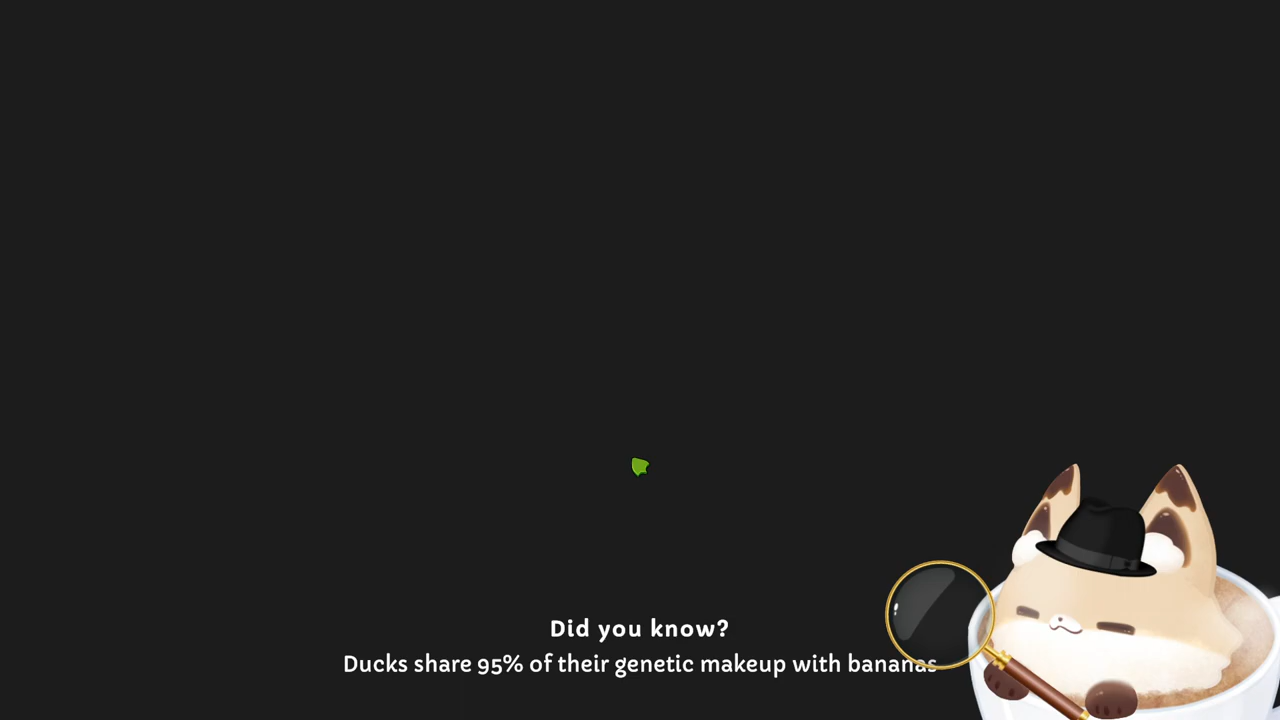 Did you know?
Ducks share 95% of their genetic makeup with bananas